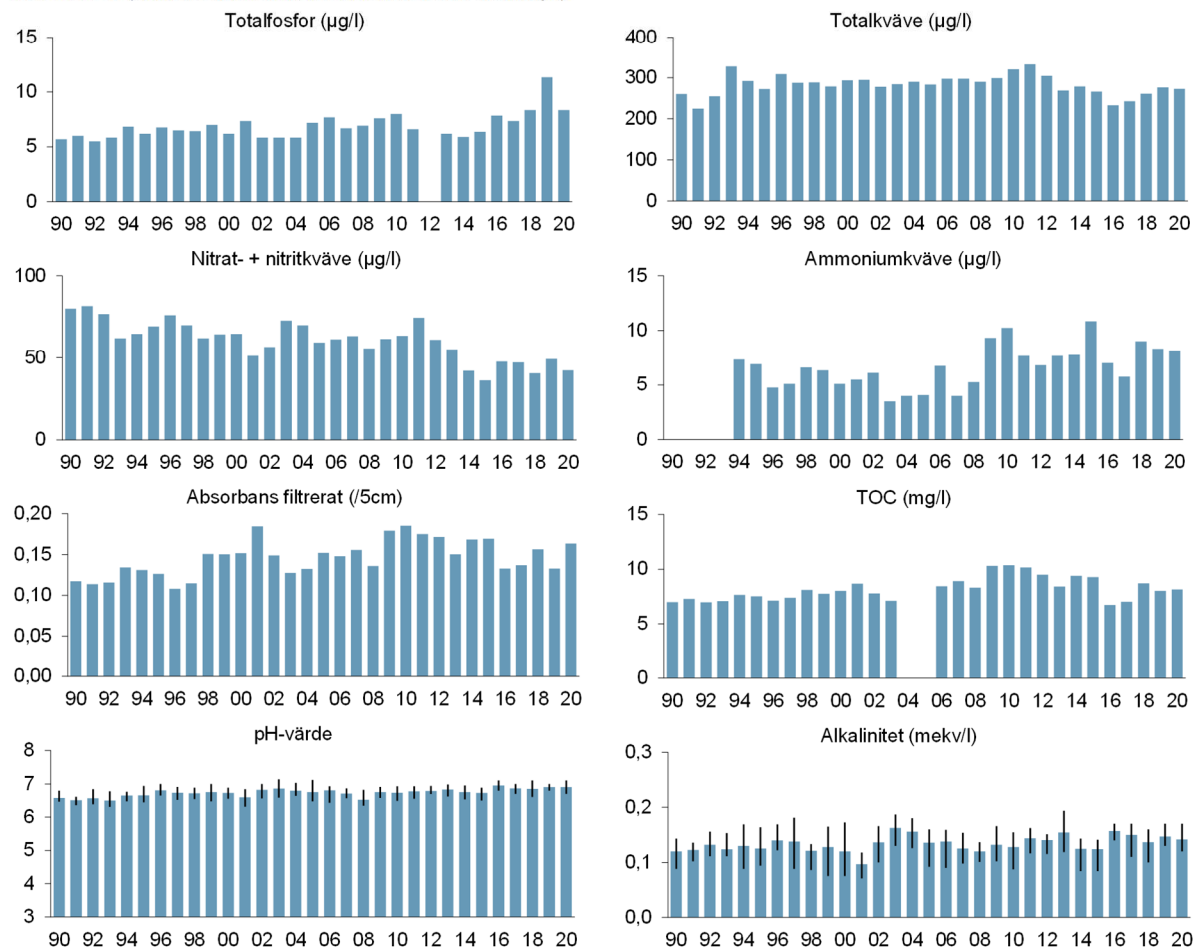 Totalfosfor (µg/l)
15
10
5
0
90 92 94 96 98 00 02 04 06 08 10 12 14 16 18 20
Totalkväve (µg/l)
400
300
200
100
0
90 92 94 96 98 00 02 04 06 08 10 12 14 16 18 20
Nitrat- + nitritkväve (µg/l)
100
50
0
90 92 94 96 98 00 02 04 06 08 10 12 14 16 18 20
Ammoniumkväve (µg/l)
15
10
5
0
90 92 94 96 98 00 02 04 06 08 10 12 14 16 18 20
Absorbans filtrerat (/5cm)
0,20
0,15
0,10
0,05
0,00
90 92 94 96 98 00 02 04 06 08 10 12 14 16 18 20
TOC (mg/l)
15
10
5
0
90 92 94 96 98 00 02 04 06 08 10 12 14 16 18 20
pH-värde
8
7
6
5
4
3
90 92 94 96 98 00 02 04 06 08 10 12 14 16 18 20
Alkalinitet (mekv/l)
0,3
0,2
0,1
0,0
90 92 94 96 98 00 02 04 06 08 10 12 14 16 18 20